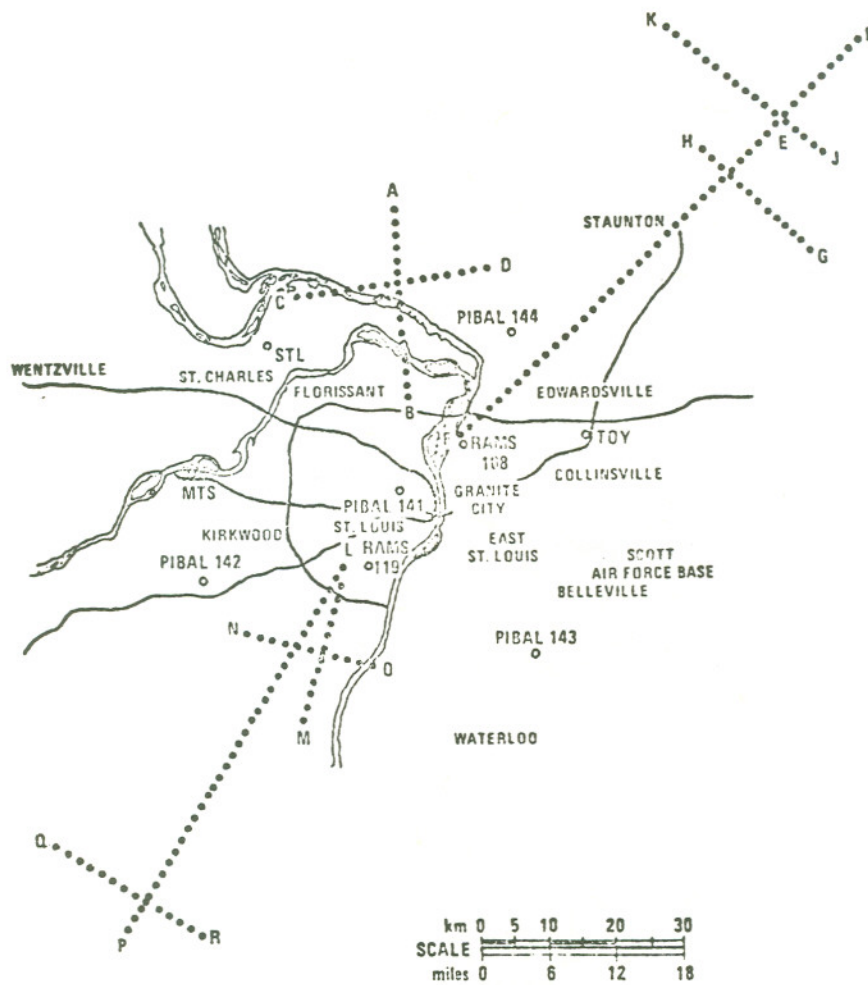 K
E
J
H
G
A
STAUNTON
D
C
PIBAL 144
STL
WENTZVILLE
ST. CHARLES
FLORISSANT
EDWARDSVILLE
B
F
RAMS
108
TOY
COLLINSVILLE
MTS
PIBAL 141
GRANITE
CITY
ST. LOUIS
KIRKWOOD
L RAMS
119
EAST
ST. LOUIS
SCOTT
AIR FORCE BASE
BELLEVILLE
PIBAL 142
N
O
PIBAL 143
M
WATERLOO
Q
P
R
km 0 5 10 20 30
SCALE
miles 0 6 12 18